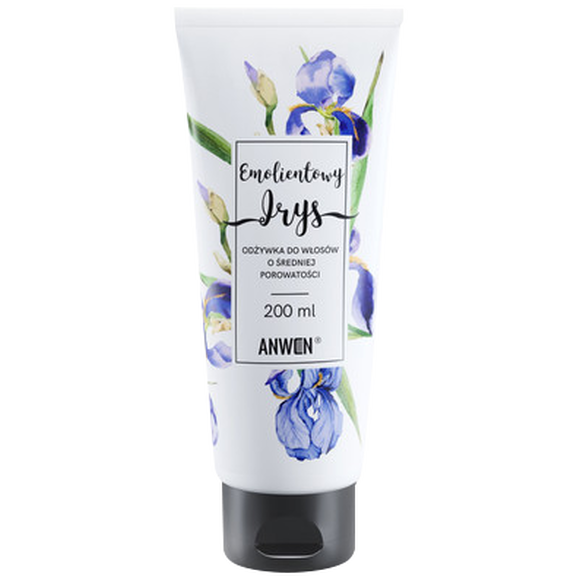 Emolientowy
Irys
ODŻYWKA DO WŁOSÓW
O ŚREDNIEJ
POROWATOŚCI
200 ml
ANWEN®